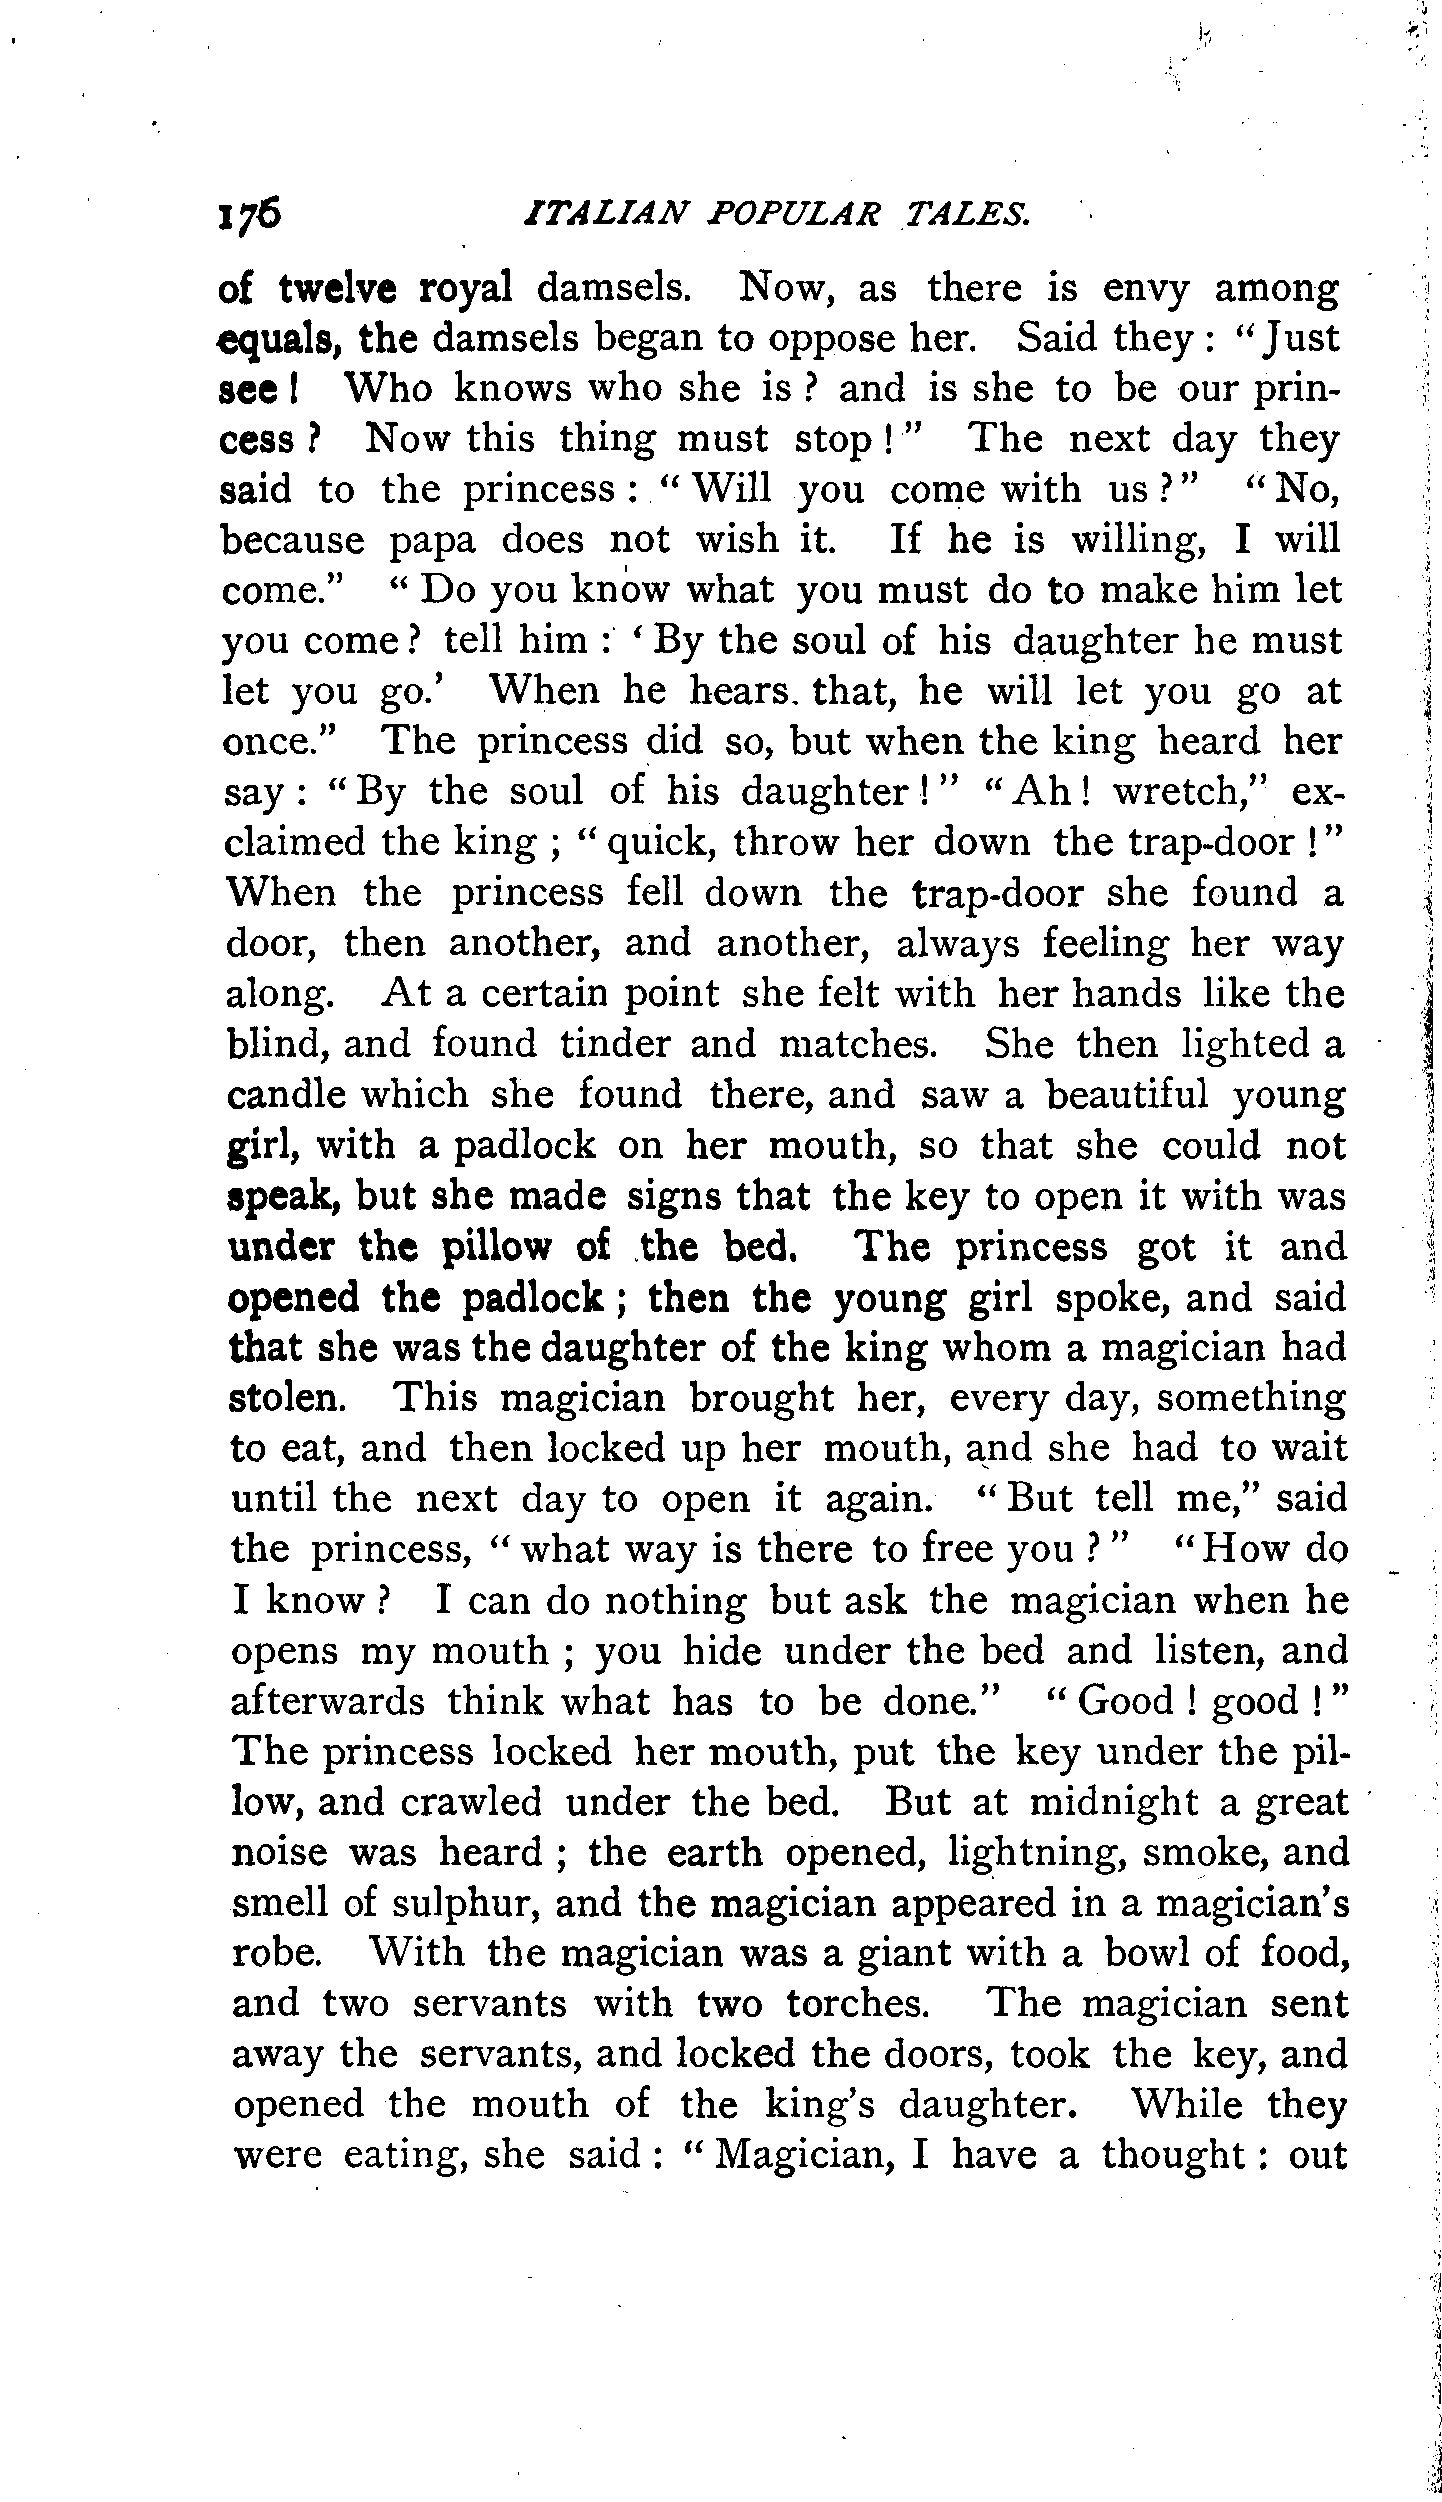 176 ITALIAN POPULAR TALES.
of twelve royal damsels. Now, as there is envy among
equals, the damsels began to oppose her. Said they : “Just
see ! Who knows who she is ? and is she to be our prin-
cess ? Now this thing must stop !” The next day they
said to the princess : “Will you come with us ?” “No,
because papa does not wish it. If he is willing, I will
come.” “Do you know what you must do to make him let
you come ? tell him : ‘By the soul of his daughter he must
let you go.’ When he hears that, he will let you go at
once.” The princess did so, but when the king heard her
say : “By the soul of his daughter !” “Ah ! wretch,” ex-
claimed the king ; “quick, throw her down the trap-door !”
When the princess fell down the trap-door she found a
door, then another, and another, always feeling her way
along. At a certain point she felt with her hands like the
blind, and found tinder and matches. She then lighted a
candle which she found there, and saw a beautiful young
girl, with a padlock on her mouth, so that she could not
speak, but she made signs that the key to open it with was
under the pillow of the bed. The princess got it and
opened the padlock ; then the young girl spoke, and said
that she was the daughter of the king whom a magician had
stolen. This magician brought her, every day, something
to eat, and then locked up her mouth, and she had to wait
until the next day to open it again. “But tell me,” said
the princess, “what way is there to free you ?” “How do
I know ? I can do nothing but ask the magician when he
opens my mouth ; you hide under the bed and listen, and
afterwards think what has to be done.” “Good ! good !”
The princess locked her mouth, put the key under the pil-
low, and crawled under the bed. But at midnight a great
noise was heard ; the earth opened, lightning, smoke, and
smell of sulphur, and the magician appeared in a magician’s
robe. With the magician was a giant with a bowl of food,
and two servants with two torches. The magician sent
away the servants, and locked the doors, took the key, and
opened the mouth of the king’s daughter. While they
were eating, she said : “Magician, I have a thought : out